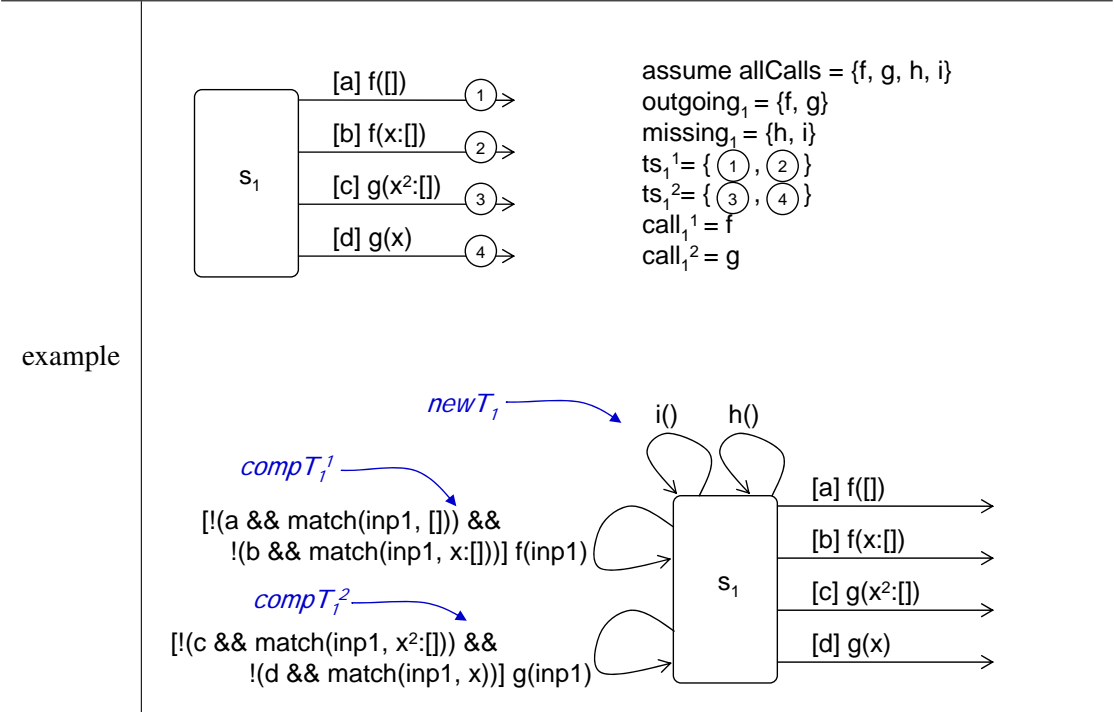 example
[a] f([])
1
[b] f(x:[])
2
s₁
[c] g(x²:[])
3
[d] g(x)
4
assume allCalls = {f, g, h, i}
outgoing₁ = {f, g}
missing₁ = {h, i}
ts₁¹= { 1 , 2 }
ts₁²= { 3 , 4 }
call₁¹ = f
call₁² = g
newT₁
i() h()
compT₁¹
[!(a && match(inp1, [])) &&
!(b && match(inp1, x:[]))] f(inp1)
compT₁²
[!(c && match(inp1, x²:[])) &&
!(d && match(inp1, x))] g(inp1)
s₁
[a] f([])
[b] f(x:[])
[c] g(x²:[])
[d] g(x)